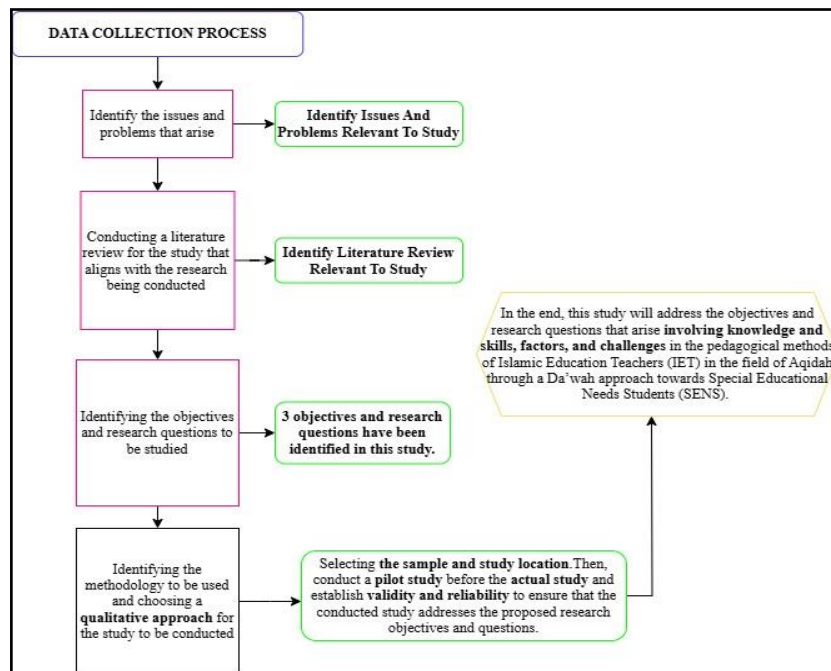 DATA COLLECTION PROCESS
Identify the issues and
problems that arise
Identify Issues And
Problems Relevant To Study
Conducting a literature
review for the study that
aligns with the research
being conducted
Identify Literature Review
Relevant To Study
Identifying the objectives
and research questions to
be studied
3 objectives and research
questions have been
identified in this study.
Identifying the
methodology to be used
and choosing a
qualitative approach for
the study to be conducted
Selecting the sample and study location.Then,
conduct a pilot study before the actual study and
establish validity and reliability to ensure that the
conducted study addresses the proposed research
objectives and questions.
In the end, this study will address the objectives and
research questions that arise involving knowledge and
skills, factors, and challenges in the pedagogical methods
of Islamic Education Teachers (IET) in the field of Aqidah
through a Da’wah approach towards Special Educational
Needs Students (SENS).